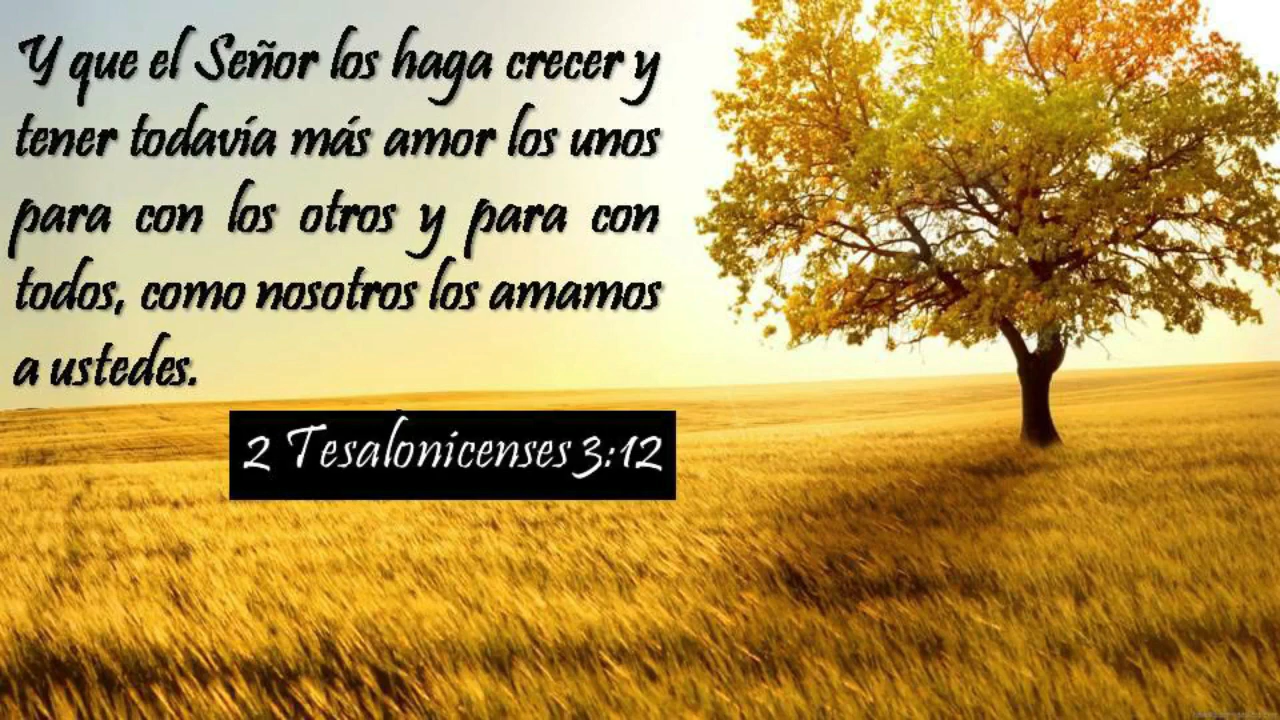 Y que el Señor los haga crecer y
tener todavía más amor los unos
para con los otros y para con
todos, como nosotros los amamos
a ustedes.
2 Tesalonicenses 3:12